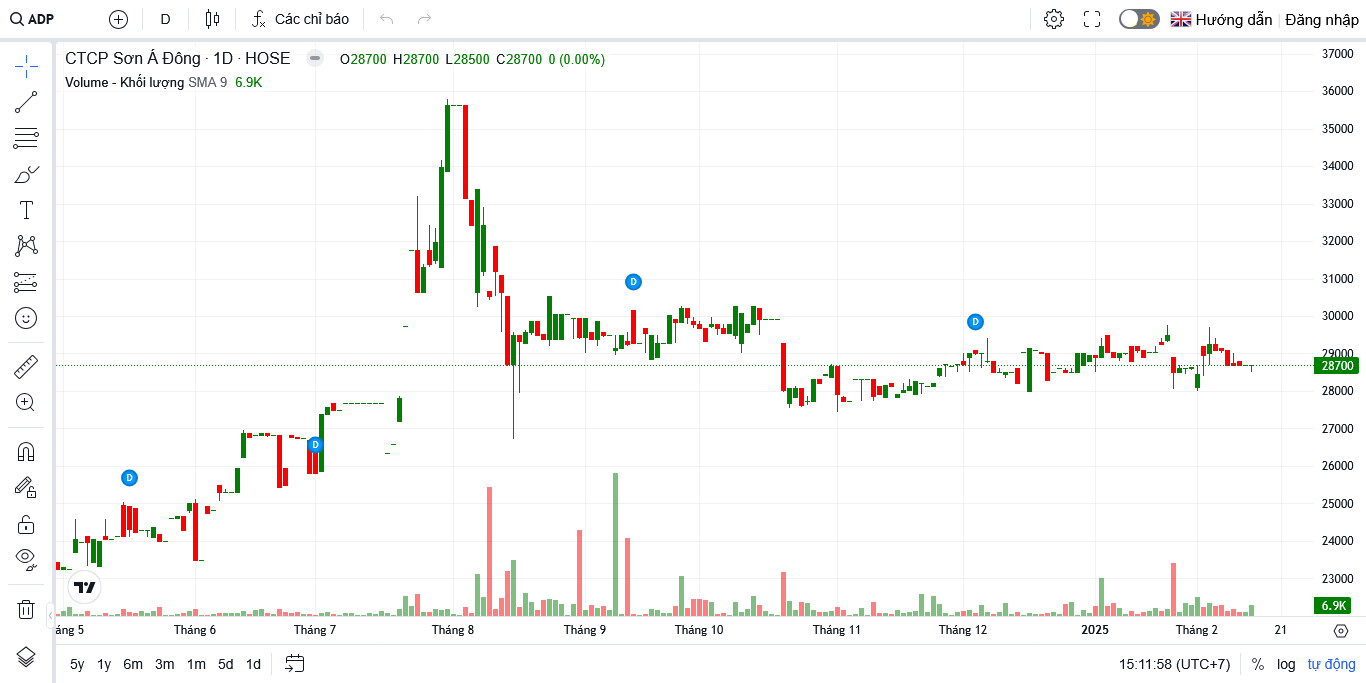 ADP D Các chỉ báo Hướng dẫn Đăng nhập
CTCP Sơn Á Đông · 1D · HOSE O28700 H28700 L28500 C28700 0 (0.00%)
Volume - Khối lượng SMA 9 6.9K
37000
36000
35000
34000
33000
32000
31000
30000
29000
28700
28000
27000
26000
25000
24000
23000
6.9K
D
D
D
D
áng 5 Tháng 6 Tháng 7 Tháng 8 Tháng 9 Tháng 10 Tháng 11 Tháng 12 2025 Tháng 2 21
5y 1y 6m 3m 1m 5d 1d 15:11:58 (UTC+7) % log tự động